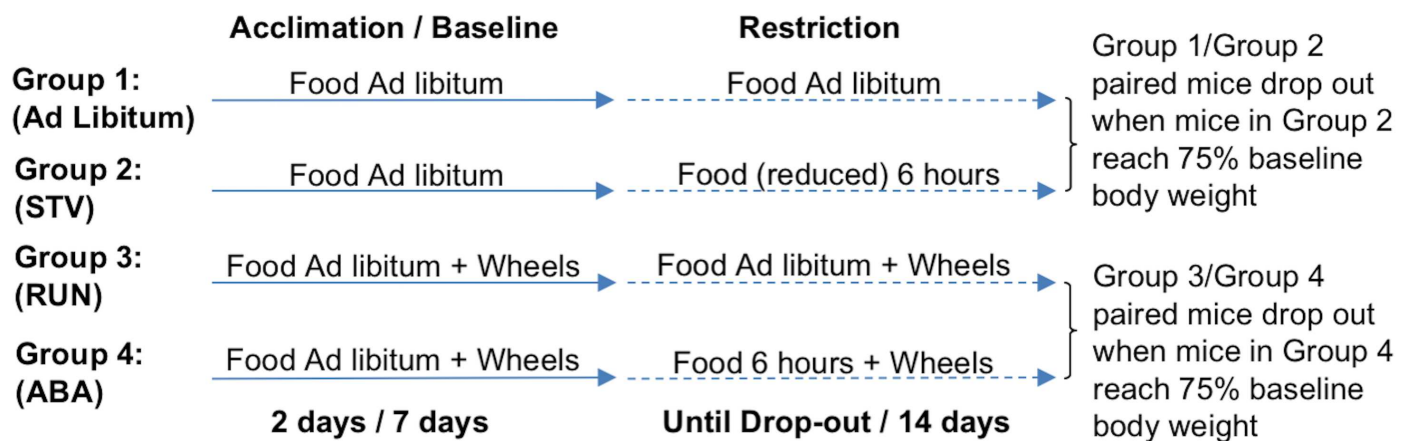 Acclimation / Baseline
Restriction
Group 1:
(Ad Libitum)
Food Ad libitum
Food Ad libitum
Group 2:
(STV)
Food Ad libitum
Food (reduced) 6 hours
Group 1/Group 2
paired mice drop out
when mice in Group 2
reach 75% baseline
body weight
Group 3:
(RUN)
Food Ad libitum + Wheels
Food Ad libitum + Wheels
Group 4:
(ABA)
Food Ad libitum + Wheels
Food 6 hours + Wheels
Group 3/Group 4
paired mice drop out
when mice in Group 4
reach 75% baseline
body weight
2 days / 7 days
Until Drop-out / 14 days